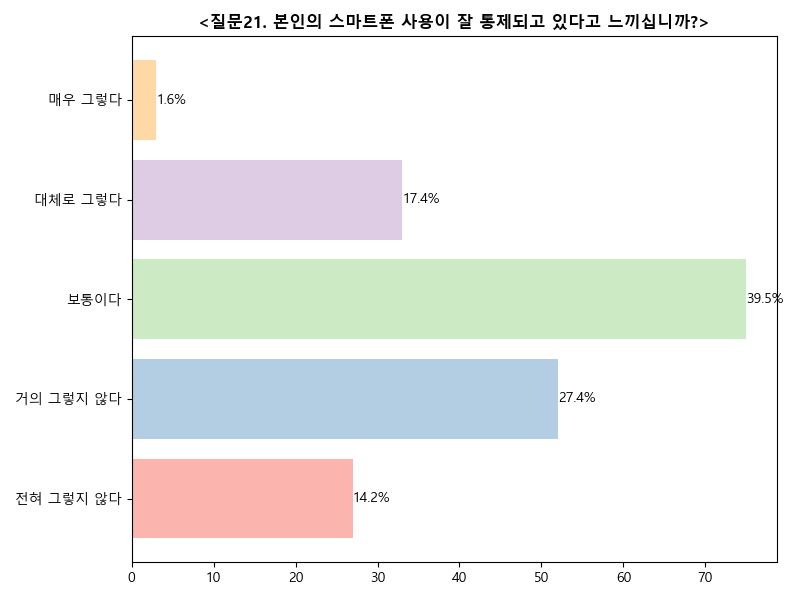 <질문21. 본인의 스마트폰 사용이 잘 통제되고 있다고 느끼십니까?>
매우 그렇다
1.6%
대체로 그렇다
17.4%
보통이다
39.5%
거의 그렇지 않다
27.4%
전혀 그렇지 않다
14.2%
0 10 20 30 40 50 60 70